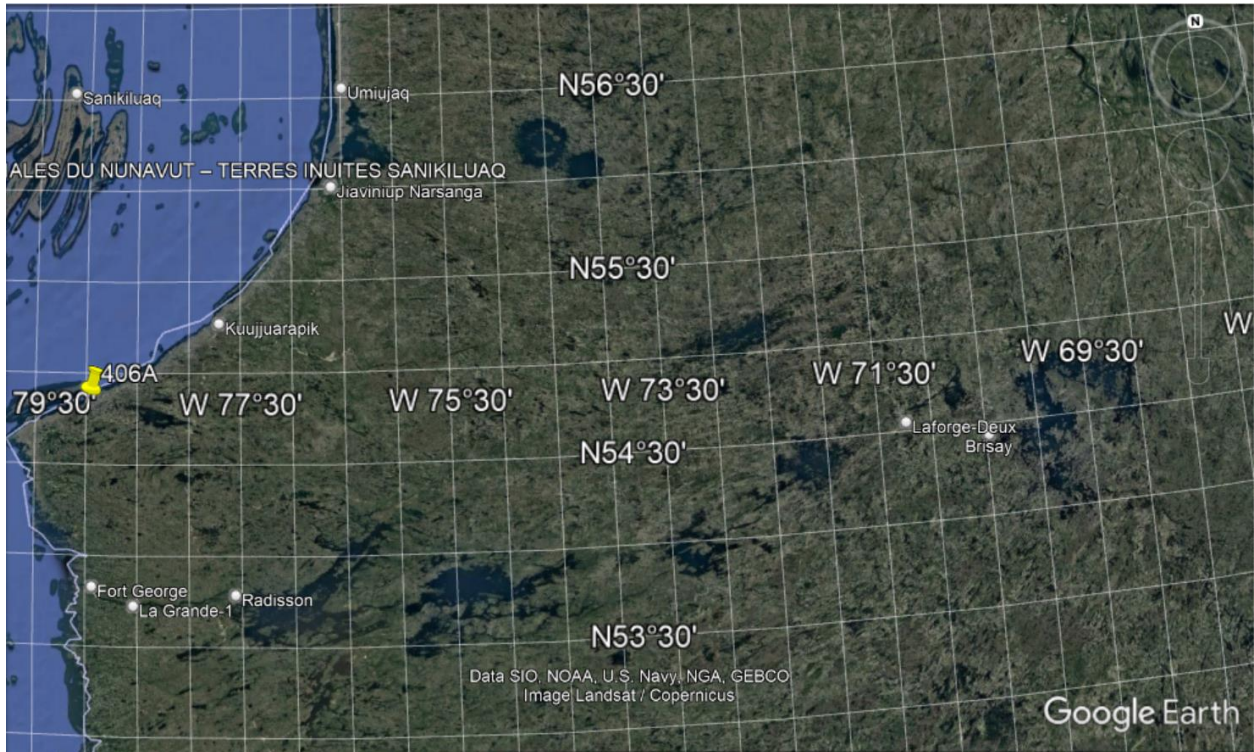 N
N56°30'
Umiujaq
Sanikiluaq
ALES DU NUNAVUT – TERRES INUITES SANIKILUAQ
Jiaviniup Narsanga
N55°30'
Kuujjuarapik
W
W 69°30'
W 71°30'
406A
W 73°30'
79°30'
W 77°30'
W 75°30'
Laforge-Deux
Brisay
N54°30'
Fort George
Radisson
La Grande-1
N53°30'
Data SIO, NOAA, U.S. Navy, NGA, GEBCO
Image Landsat / Copernicus
Google Earth